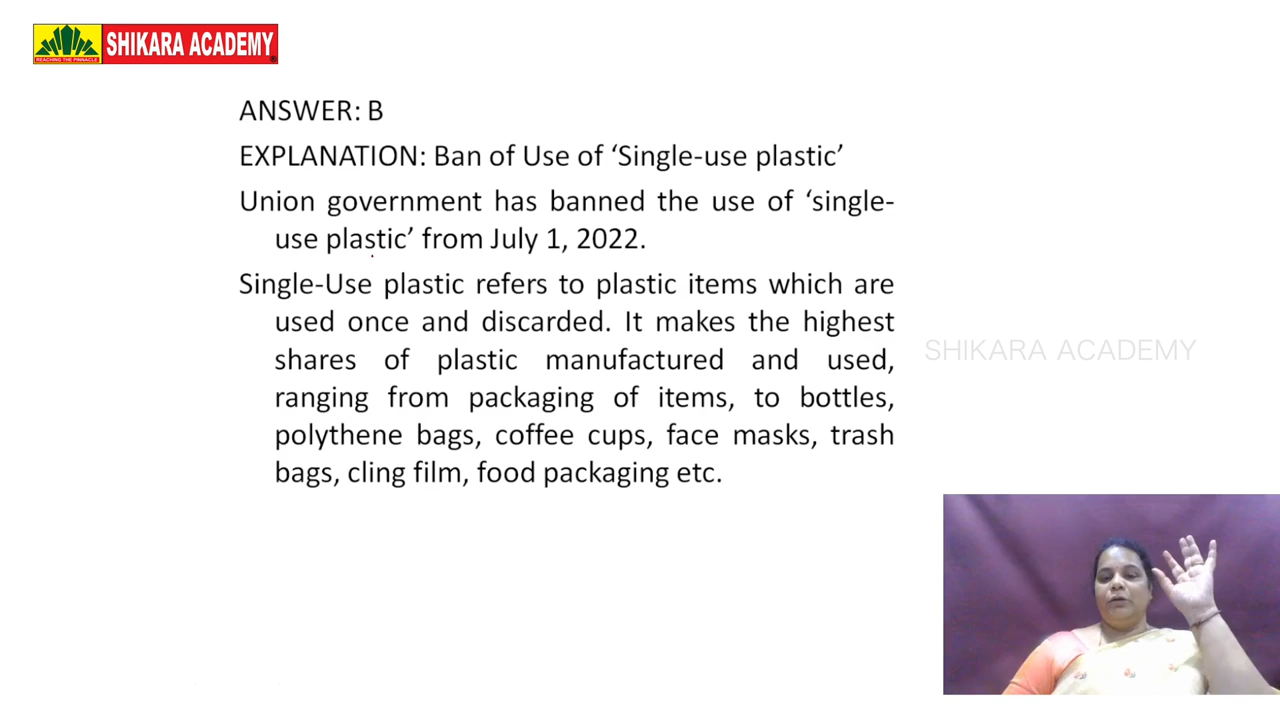 SHIKARA ACADEMY
REACHING THE PINNACLE
ANSWER: B
EXPLANATION: Ban of Use of ‘Single-use plastic’
Union government has banned the use of ‘single-
use plastic’ from July 1, 2022.
Single-Use plastic refers to plastic items which are
used once and discarded. It makes the highest
shares of plastic manufactured and used,
ranging from packaging of items, to bottles,
polythene bags, coffee cups, face masks, trash
bags, cling film, food packaging etc.
SHIKARA ACADEMY